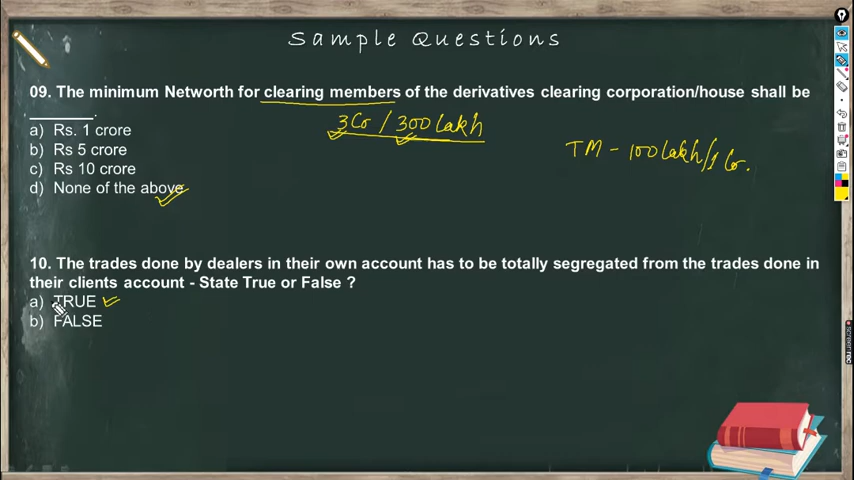 Sample Questions
09. The minimum Networth for clearing members of the derivatives clearing corporation/house shall be
________.
3 Cr / 300 Lakh
a) Rs. 1 crore
b) Rs 5 crore
TM - 100 Lakh/1 Cr.
c) Rs 10 crore
d) None of the above
10. The trades done by dealers in their own account has to be totally segregated from the trades done in
their clients account - State True or False ?
a) TRUE
b) FALSE